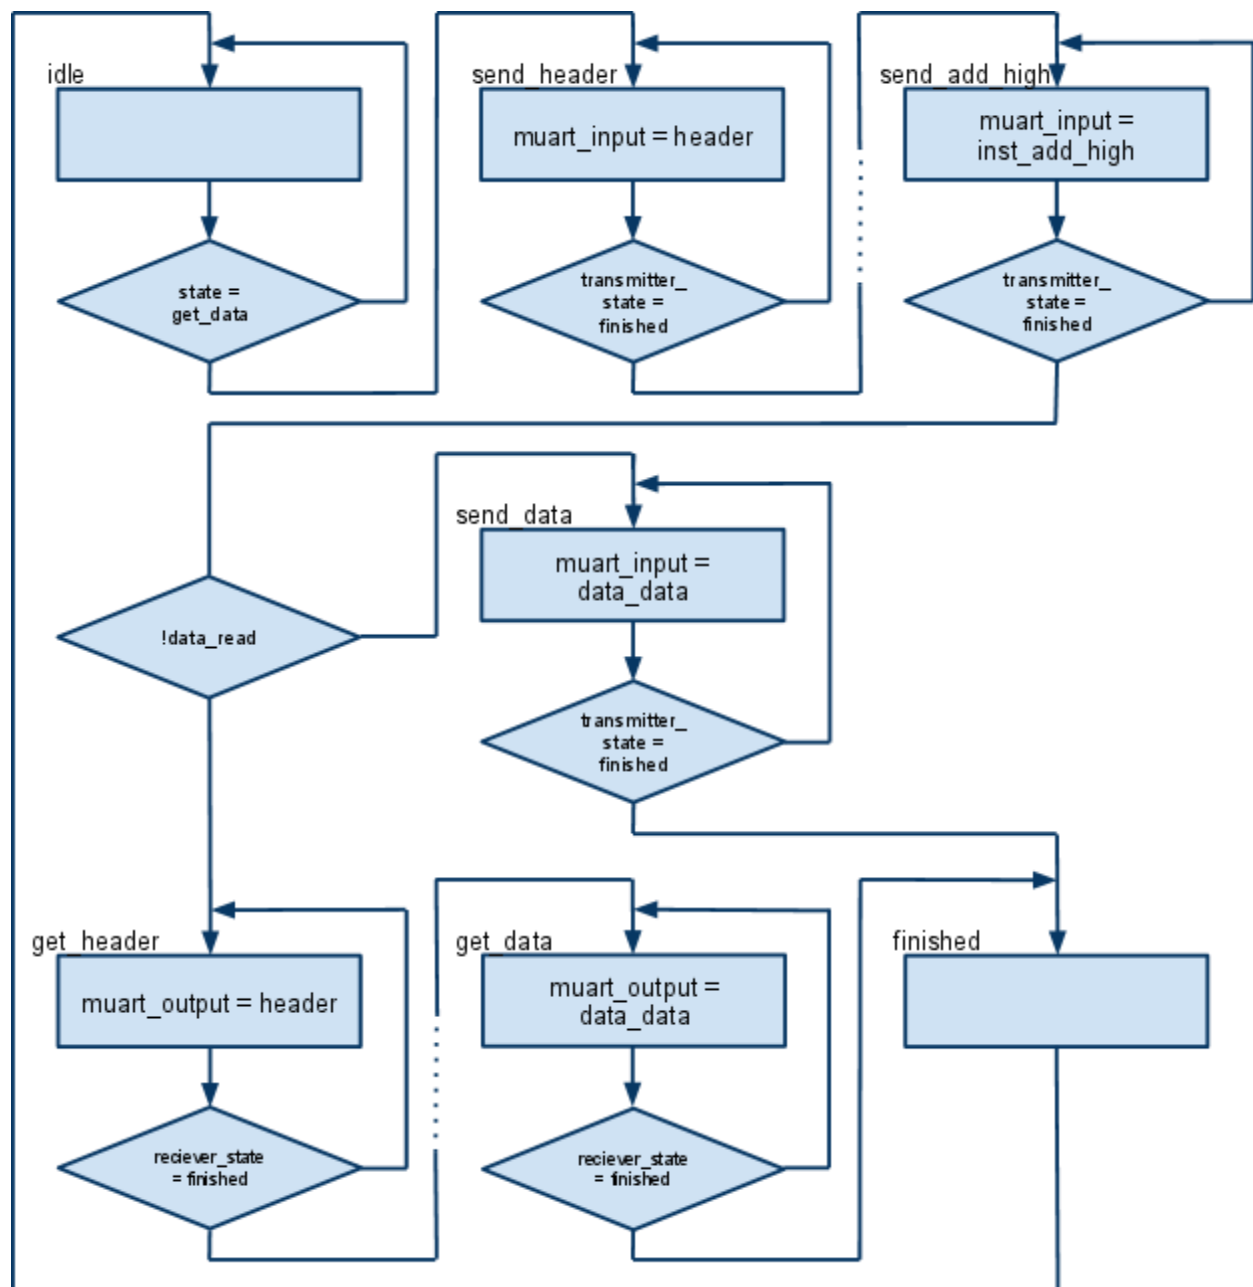 idle
send_header
muart_input = header
send_add_high
muart_input =
inst_add_high
state =
get_data
transmitter_
state =
finished
transmitter_
state =
finished
send_data
muart_input =
data_data
!data_read
transmitter_
state =
finished
get_header
muart_output = header
get_data
muart_output =
data_data
finished
reciever_state
= finished
reciever_state
= finished